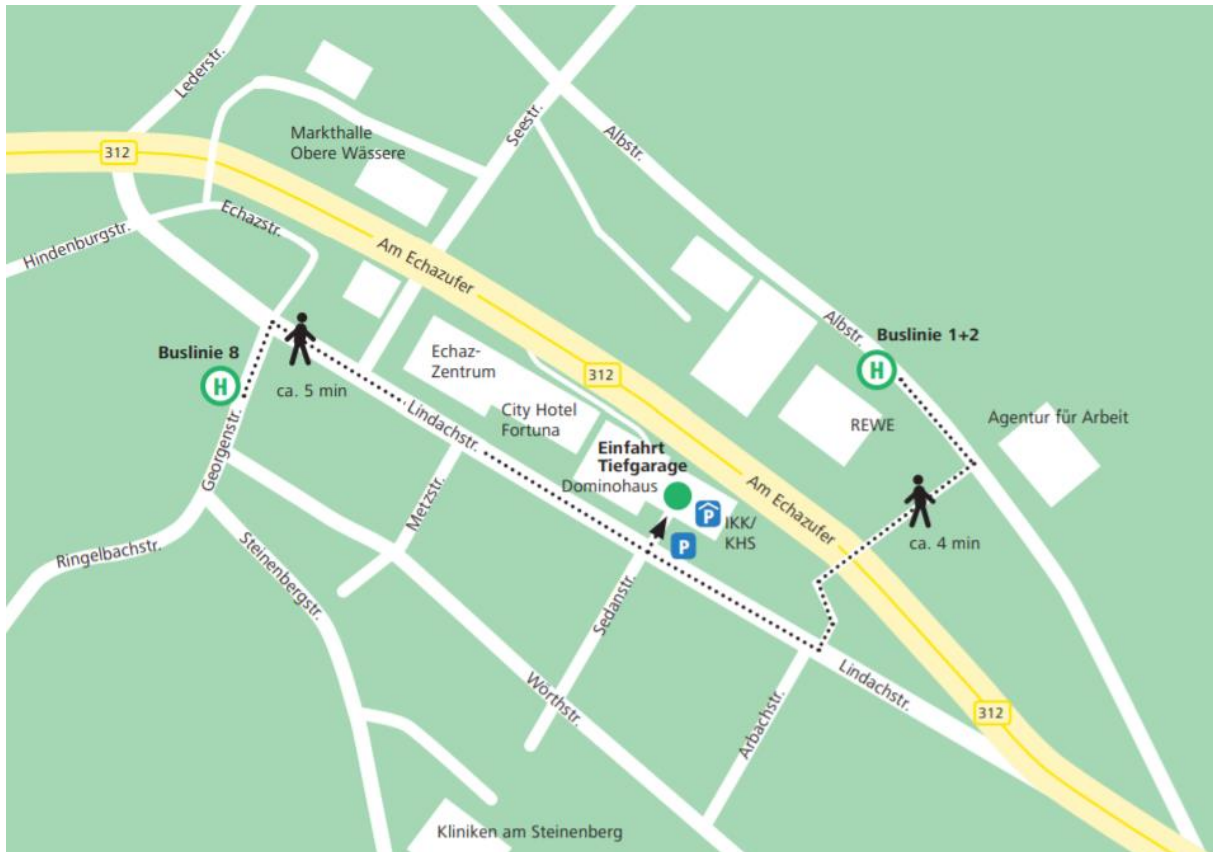 Lederstr.
312
Markthalle
Obere Wässere
Seestr.
Albstr.
Hindenburgstr.
Echazstr.
Am Echazufer
Buslinie 8
H
ca. 5 min
Echaz-
Zentrum
312
Albstr.
Buslinie 1+2
H
Lindachstr.
City Hotel
Fortuna
REWE
Agentur für Arbeit
Georgenstr.
Einfahrt
Tiefgarage
Dominohaus
P
IKK/
KHS
P
Am Echazufer
ca. 4 min
Metzstr.
Ringelbachstr.
Steinenbergstr.
Sedanstr.
Wörthstr.
Arbachstr.
Lindachstr.
312
Kliniken am Steinenberg